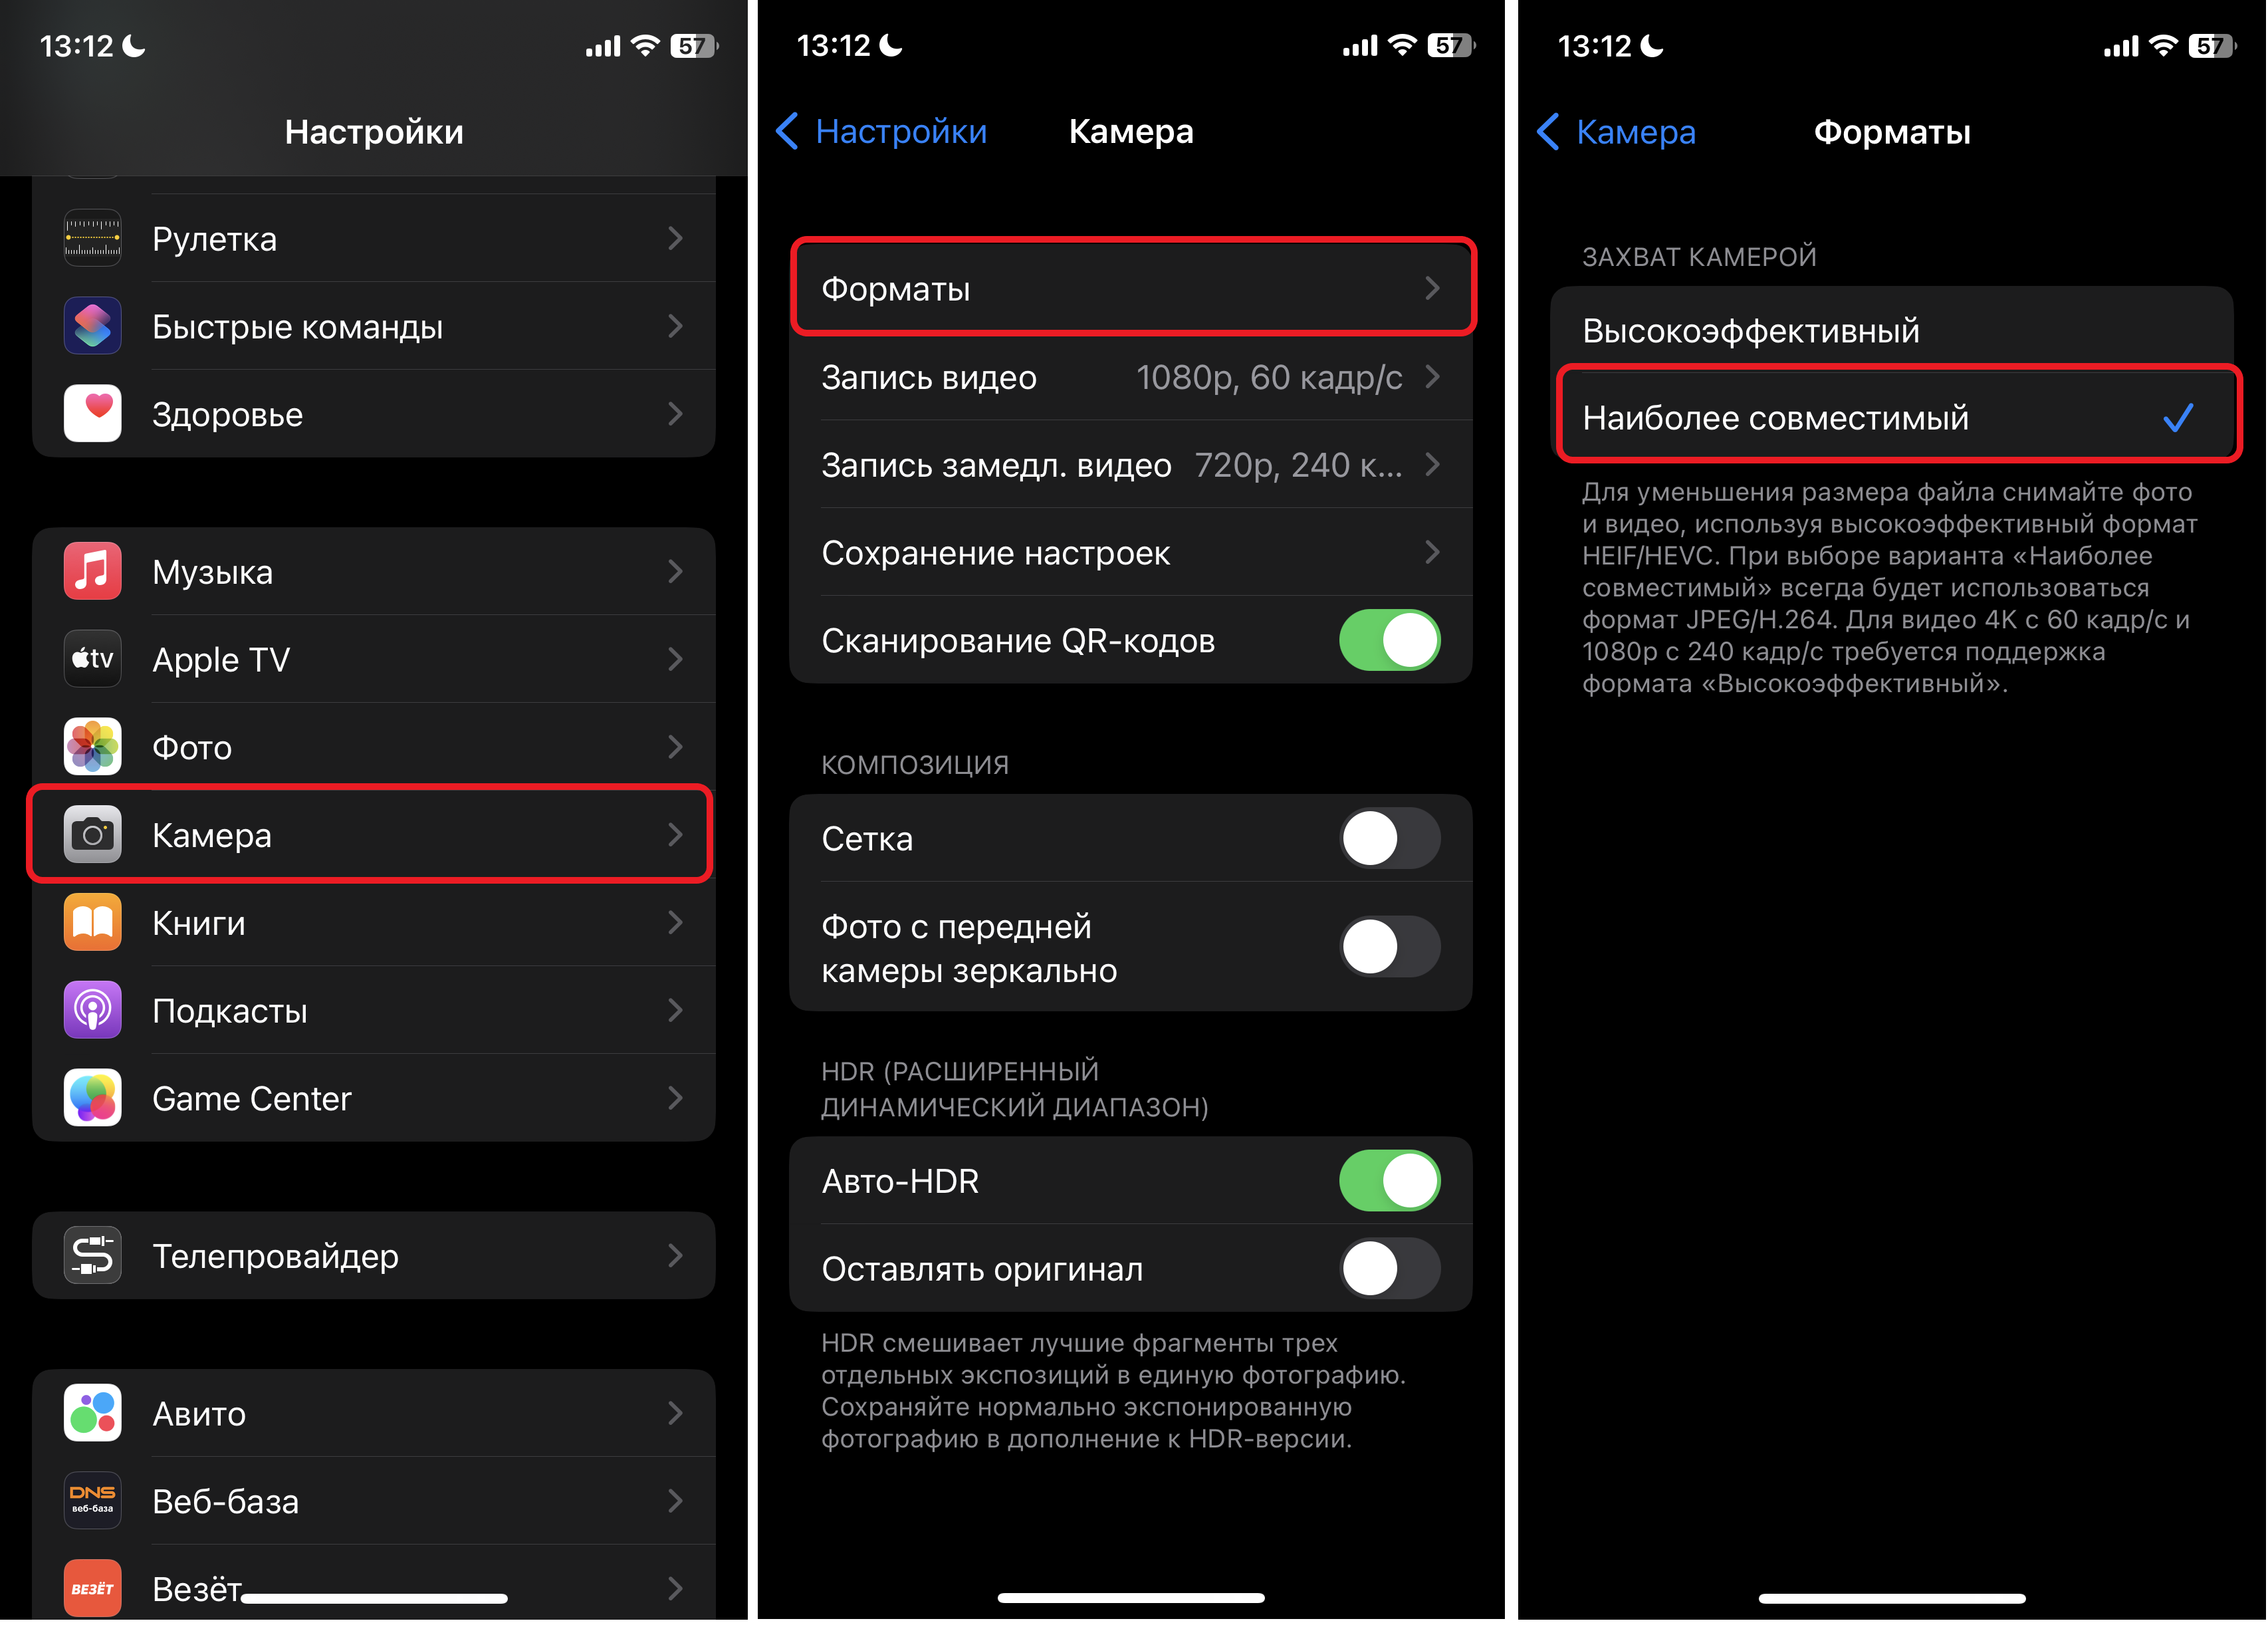 13:12
57
Настройки
Рулетка
Быстрые команды
Здоровье
Музыка
tv
Apple TV
Фото
Камера
Книги
Подкасты
Game Center
Телепровайдер
Авито
DNS
веб-база
Веб-база
ВЕЗЁТ
Везёт
13:12
57
Настройки
Камера
Форматы
Запись видео 1080p, 60 кадр/с
Запись замедл. видео 720p, 240 к...
Сохранение настроек
Сканирование QR-кодов
КОМПОЗИЦИЯ
Сетка
Фото с передней
камеры зеркально
HDR (РАСШИРЕННЫЙ
ДИНАМИЧЕСКИЙ ДИАПАЗОН)
Авто-HDR
Оставлять оригинал
HDR смешивает лучшие фрагменты трех
отдельных экспозиций в единую фотографию.
Сохраняйте нормально экспонированную
фотографию в дополнение к HDR-версии.
13:12
57
Камера
Форматы
ЗАХВАТ КАМЕРОЙ
Высокоэффективный
Наиболее совместимый
Для уменьшения размера файла снимайте фото
и видео, используя высокоэффективный формат
HEIF/HEVC. При выборе варианта «Наиболее
совместимый» всегда будет использоваться
формат JPEG/H.264. Для видео 4K с 60 кадр/с и
1080p с 240 кадр/с требуется поддержка
формата «Высокоэффективный».